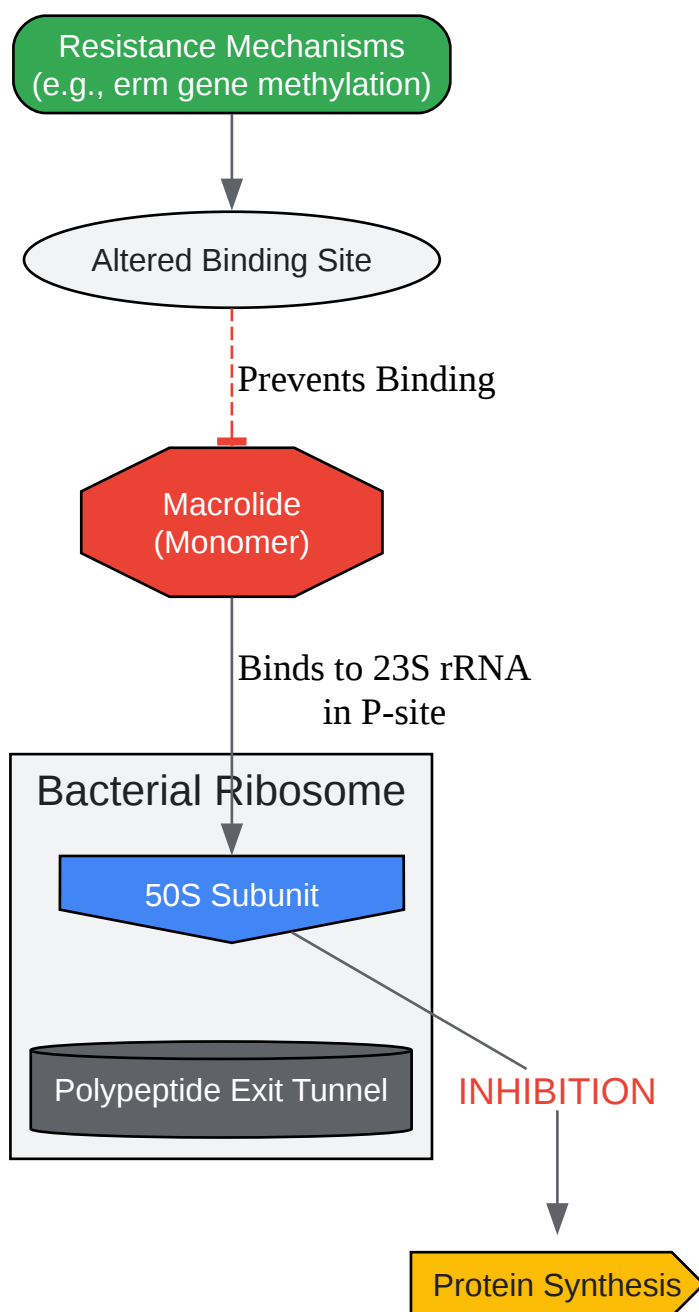 Resistance Mechanisms
(e.g., erm gene methylation)
Altered Binding Site
Prevents Binding
Macrolide
(Monomer)
Binds to 23S rRNA
in P-site
Bacterial Ribosome
50S Subunit
Polypeptide Exit Tunnel
INHIBITION
Protein Synthesis